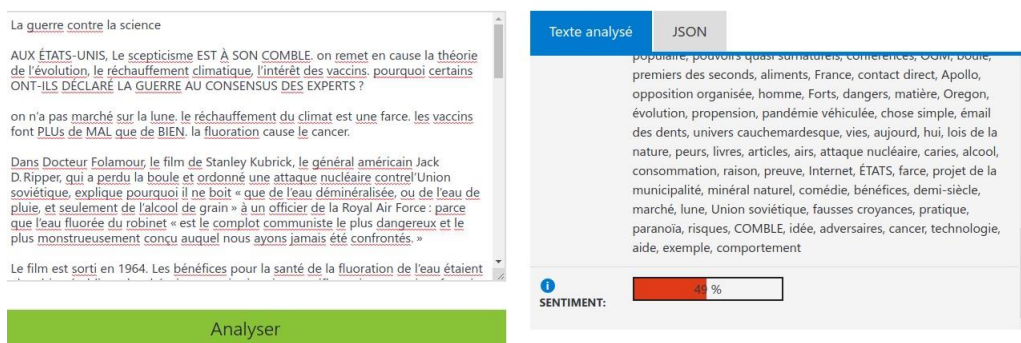 La guerre contre la science
AUX ÉTATS-UNIS, Le scepticisme EST À SON COMBLE. on remet en cause la théorie
de l'évolution, le réchauffement climatique, l'intérêt des vaccins. pourquoi certains
ONT-ILS DÉCLARÉ LA GUERRE AU CONSENSUS DES EXPERTS ?
on n'a pas marché sur la lune. le réchauffement du climat est une farce. les vaccins
font PLUs de MAL que de BIEN. la fluoration cause le cancer.
Dans Docteur Folamour, le film de Stanley Kubrick, le général américain Jack
D. Ripper, qui a perdu la boule et ordonné une attaque nucléaire contrel'Union
soviétique, explique pourquoi il ne boit « que de l'eau déminéralisée, ou de l'eau de
pluie, et seulement de l'alcool de grain » à un officier de la Royal Air Force : parce
que l'eau fluorée du robinet « est le complot communiste le plus dangereux et le
plus monstrueusement conçu auquel nous ayons jamais été confrontés. »
Le film est sorti en 1964. Les bénéfices pour la santé de la fluoration de l'eau étaient
Analyser
Texte analysé
JSON
populaire, pouvoirs quasi surnaturels, conférences, OGM, boule,
premiers des seconds, aliments, France, contact direct, Apollo,
opposition organisée, homme, Forts, dangers, matière, Oregon,
évolution, propension, pandémie véhiculée, chose simple, émail
des dents, univers cauchemardesque, vies, aujourd, hui, lois de la
nature, peurs, livres, articles, airs, attaque nucléaire, caries, alcool,
consommation, raison, preuve, Internet, ÉTATS, farce, projet de la
municipalité, minéral naturel, comédie, bénéfices, demi-siècle,
marché, lune, Union soviétique, fausses croyances, pratique,
paranoïa, risques, COMBLE, idée, adversaires, cancer, technologie,
aide, exemple, comportement
SENTIMENT:
49 %